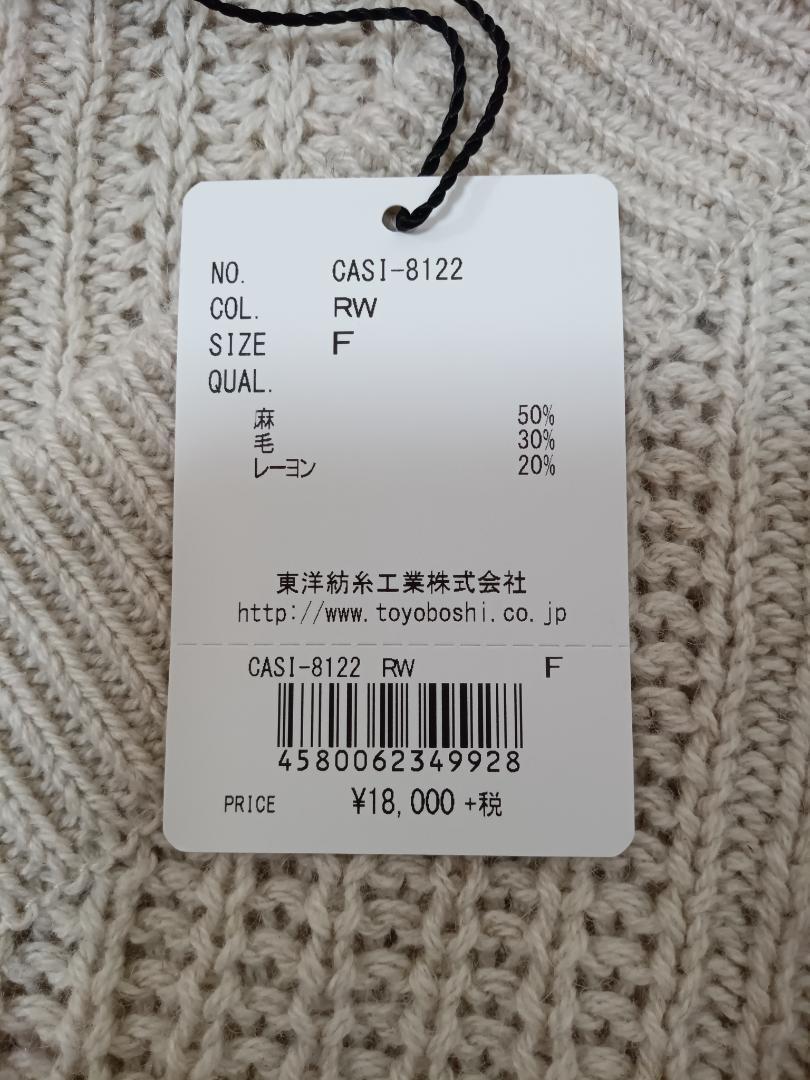 NO. CASI-8122
COL. RW
SIZE F
QUAL.
麻 50%
毛 30%
レーヨン 20%
東洋紡糸工業株式会社
http://www.toyoboshi.co.jp
CASI-8122 RW F
4580062349928
PRICE ¥18,000 +税